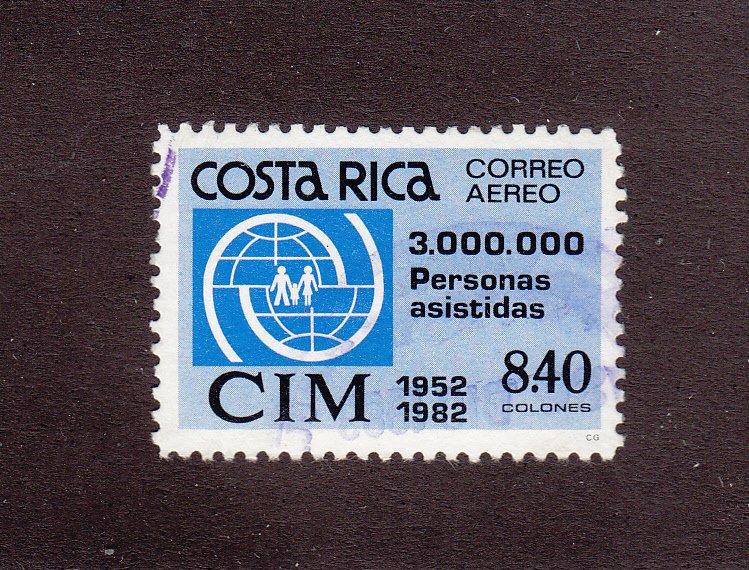 COSTA RICA
CORREO
AEREO
3.000.000
Personas
asistidas
8.40
COLONES
CIM
1952
1982
CG